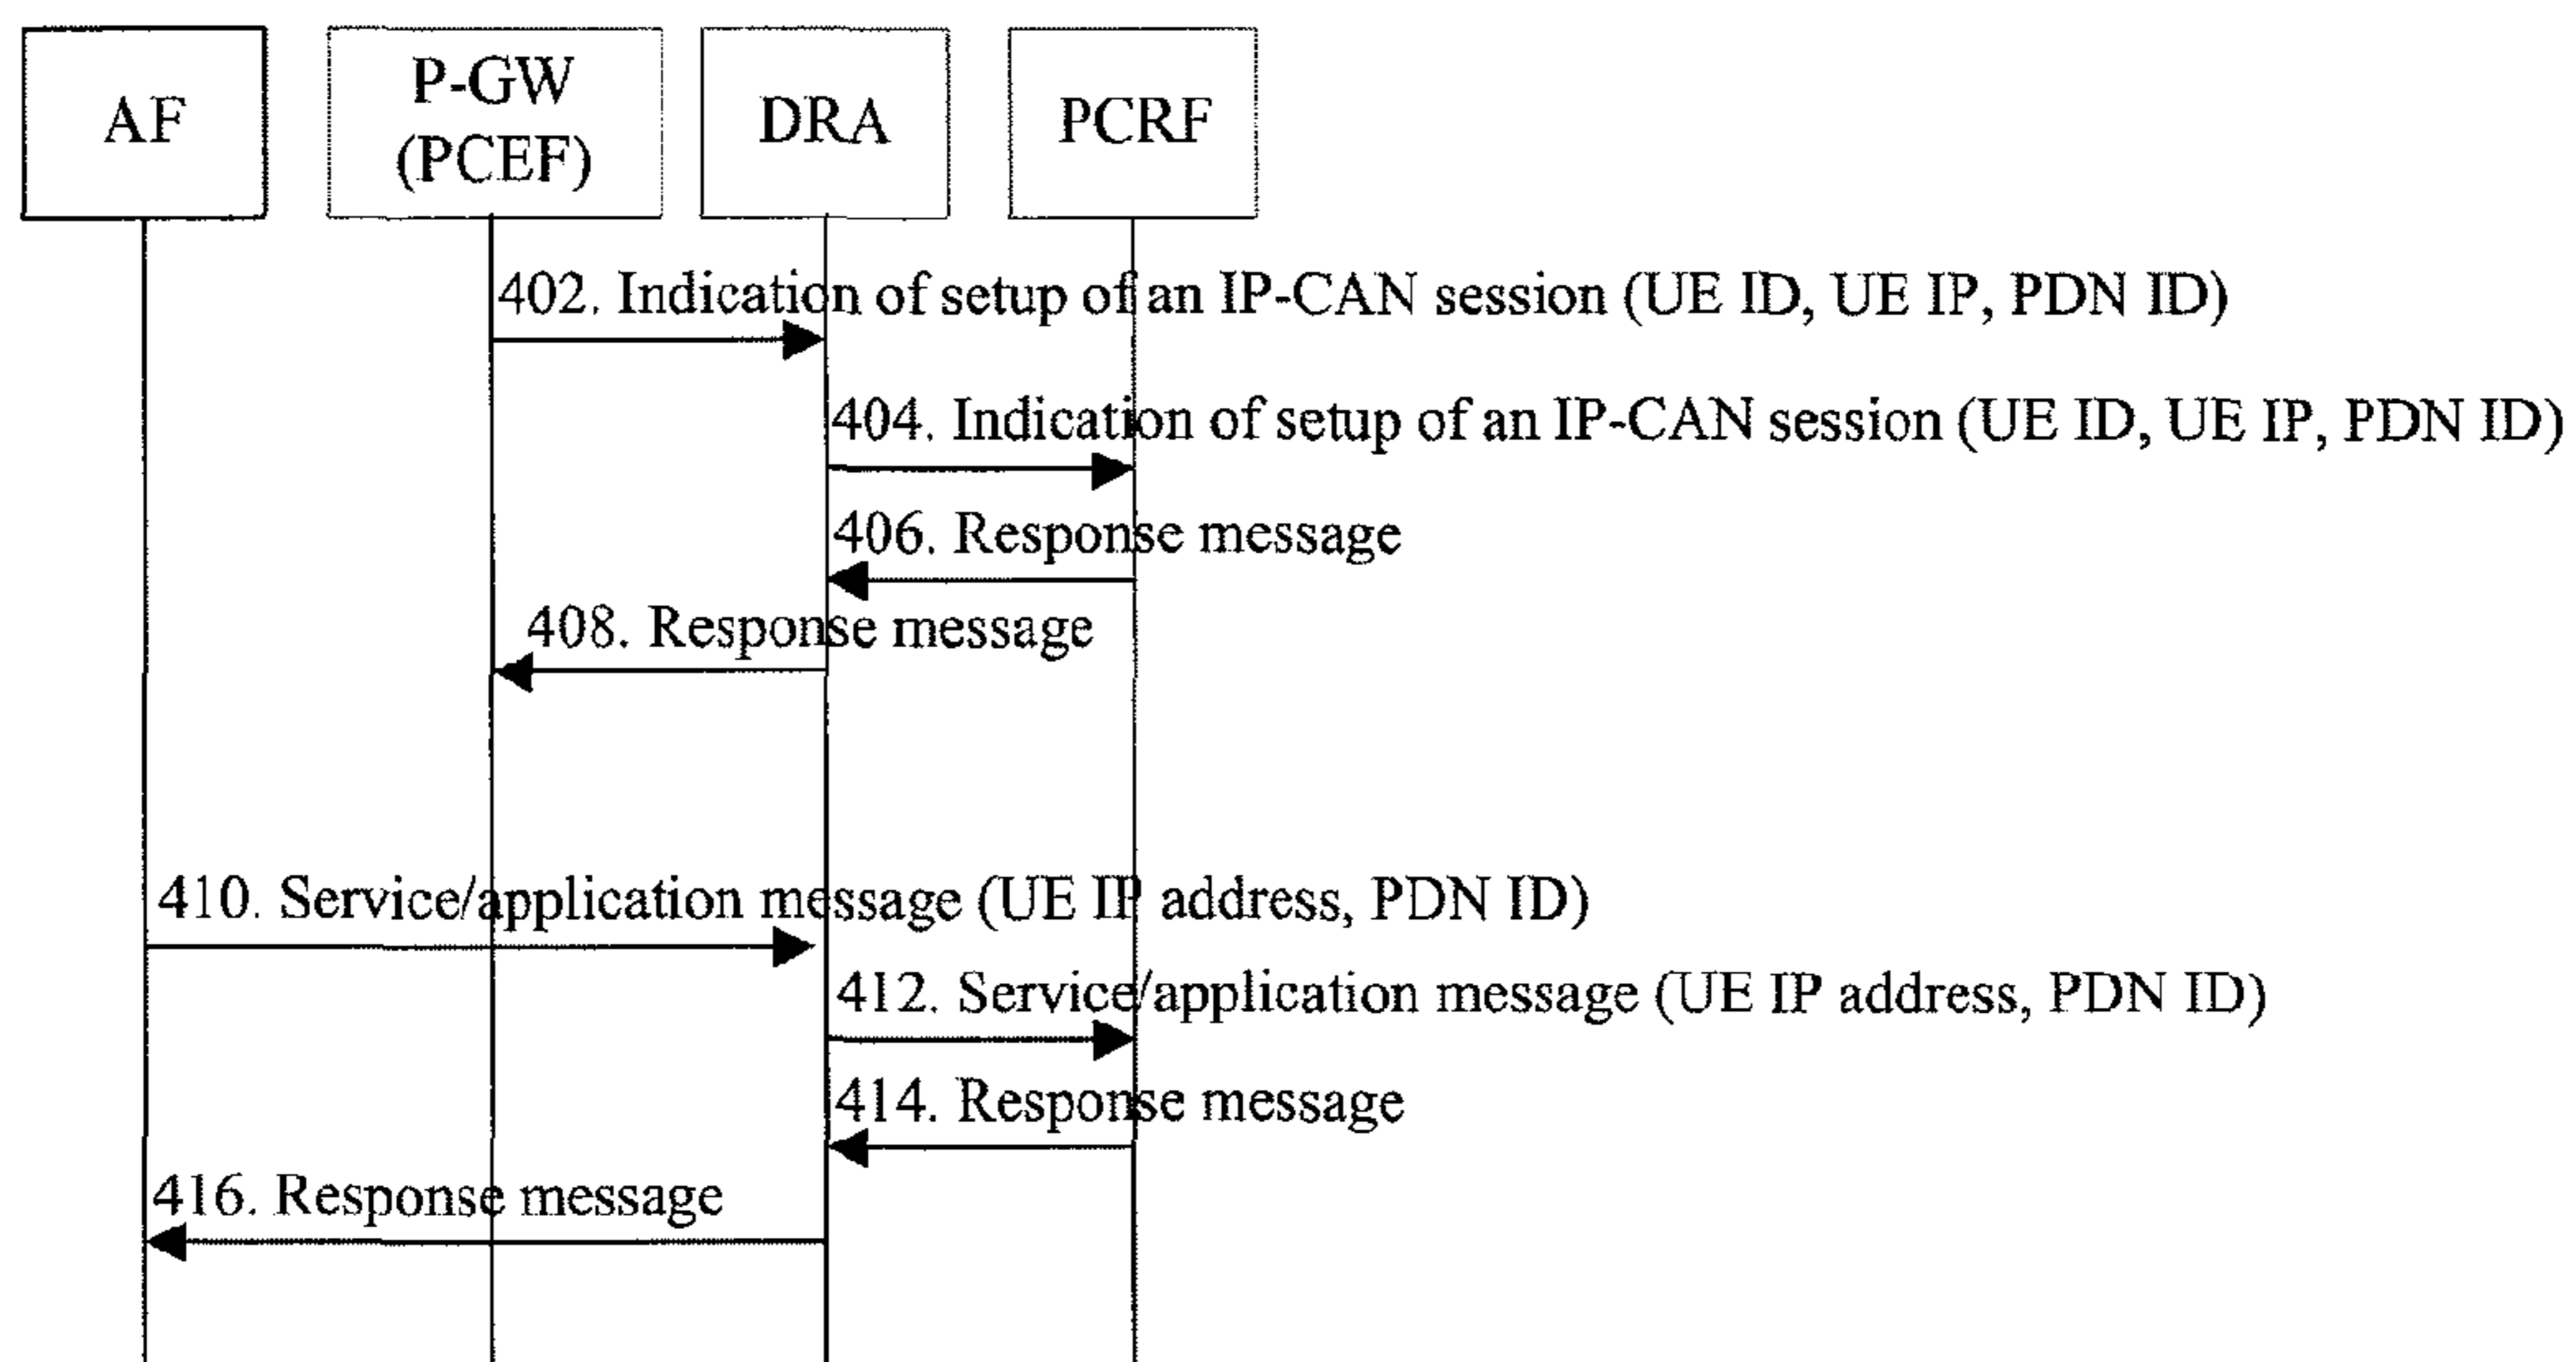 AF
P-GW
(PCEF)
DRA
PCRF
402. Indication of setup of an IP-CAN session (UE ID, UE IP, PDN ID)
404. Indication of setup of an IP-CAN session (UE ID, UE IP, PDN ID)
406. Response message
408. Response message
410. Service/application message (UE IP address, PDN ID)
412. Service/application message (UE IP address, PDN ID)
414. Response message
416. Response message